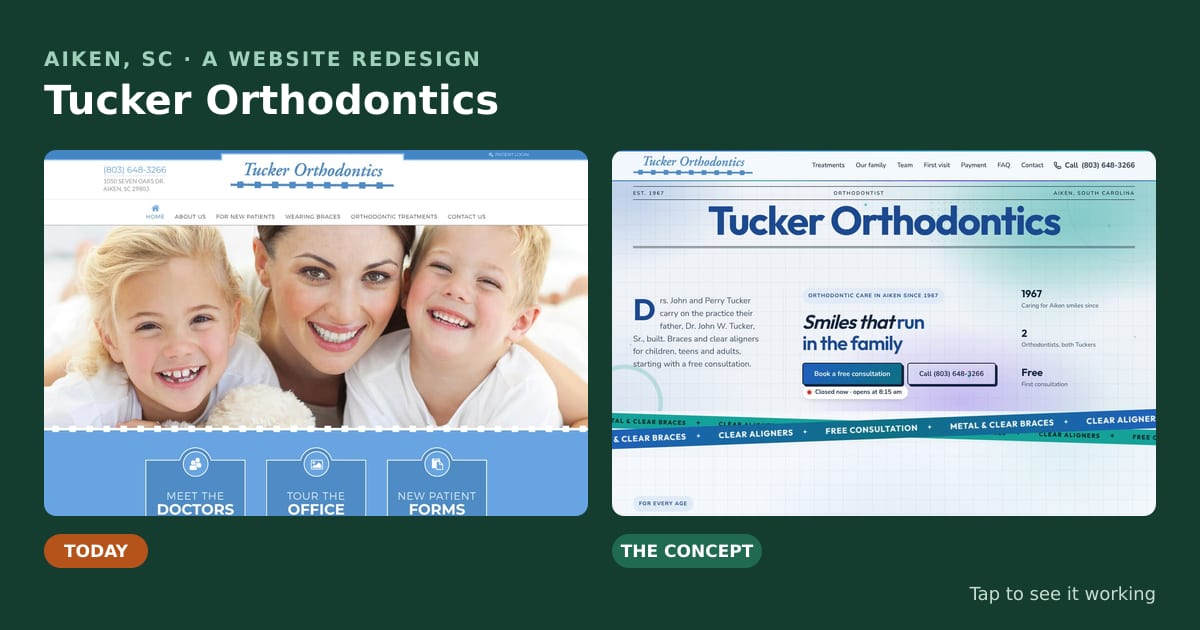 AIKEN, SC · A WEBSITE REDESIGN
Tucker Orthodontics
PATIENT LOGIN
(803) 648-3266
1050 SEVEN OAKS DR.
AIKEN, SC 29803
Tucker Orthodontics
HOME ABOUT US FOR NEW PATIENTS WEARING BRACES ORTHODONTIC TREATMENTS CONTACT US
MEET THE
DOCTORS
TOUR THE
OFFICE
NEW PATIENT
FORMS
TODAY
Tucker Orthodontics
Treatments Our family Team First visit Payment FAQ Contact Call (803) 648-3266
EST. 1967 ORTHODONTIST AIKEN, SOUTH CAROLINA
Tucker Orthodontics
Drs. John and Perry Tucker
carry on the practice their
father, Dr. John W. Tucker,
Sr., built. Braces and clear aligners
for children, teens and adults,
starting with a free consultation.
ORTHODONTIC CARE IN AIKEN SINCE 1967
Smiles that run
in the family
Book a free consultation
Call (803) 648-3266
Closed now · opens at 8:15 am
1967
Caring for Aiken smiles since
2
Orthodontists, both Tuckers
Free
First consultation
TAL & CLEAR BRACES + CLEAR ALIGNERS
CLEAR ALIGNERS + FREE C
& CLEAR BRACES + CLEAR ALIGNERS + FREE CONSULTATION + METAL & CLEAR BRACES + CLEAR ALIGNER
FOR EVERY AGE
THE CONCEPT
Tap to see it working